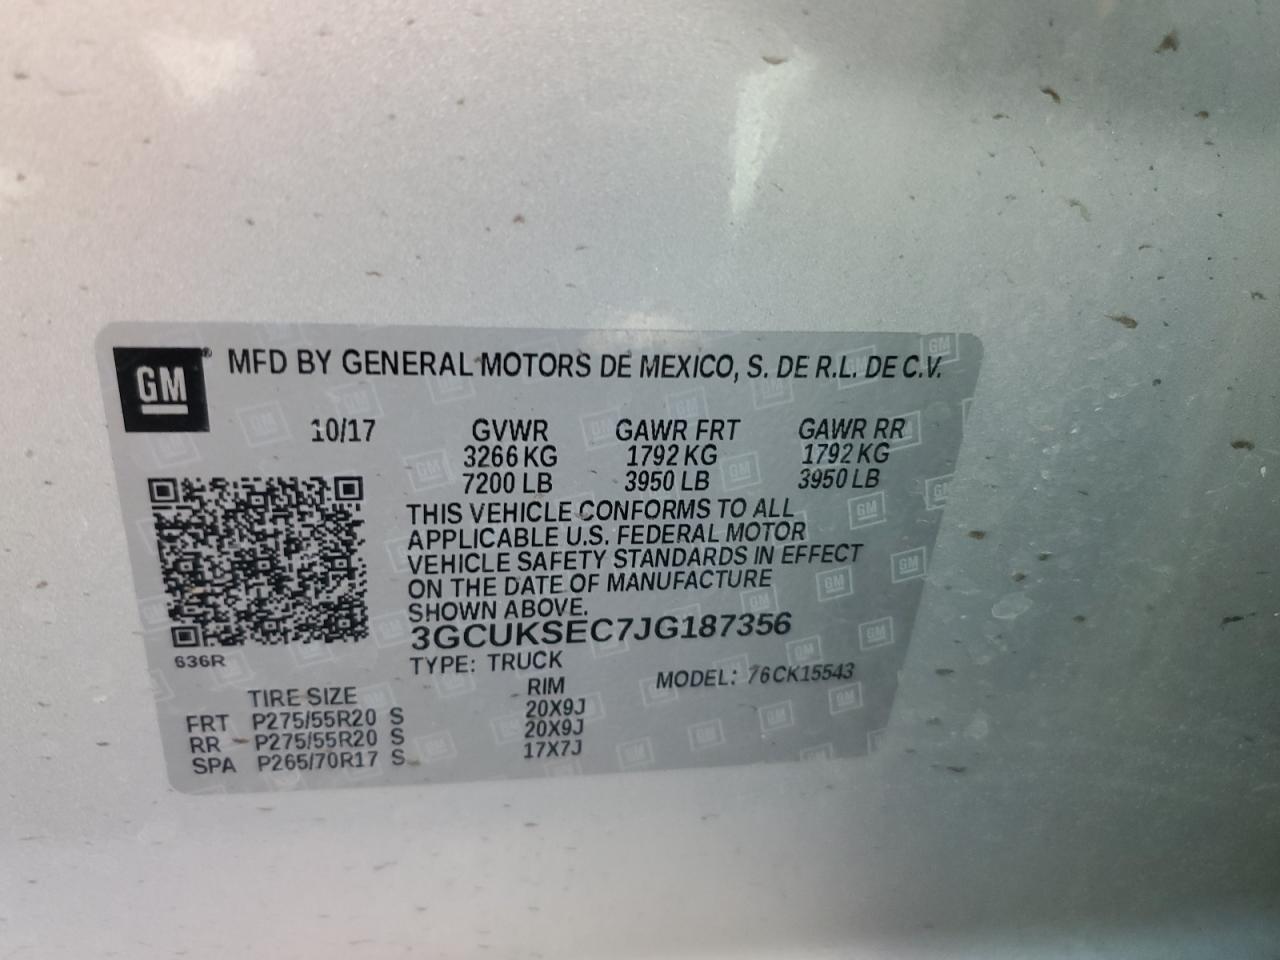 GM
MFD BY GENERAL MOTORS DE MEXICO, S. DE R.L. DE C.V.
10/17 GVWR GAWR FRT GAWR RR
3266 KG 1792 KG 1792 KG
7200 LB 3950 LB 3950 LB
THIS VEHICLE CONFORMS TO ALL
APPLICABLE U.S. FEDERAL MOTOR
VEHICLE SAFETY STANDARDS IN EFFECT
ON THE DATE OF MANUFACTURE
SHOWN ABOVE.
3GCUKSEC7JG187356
636R
TYPE: TRUCK
MODEL: 76CK15543
TIRE SIZE RIM
FRT P275/55R20 S 20X9J
RR P275/55R20 S 20X9J
SPA P265/70R17 S 17X7J